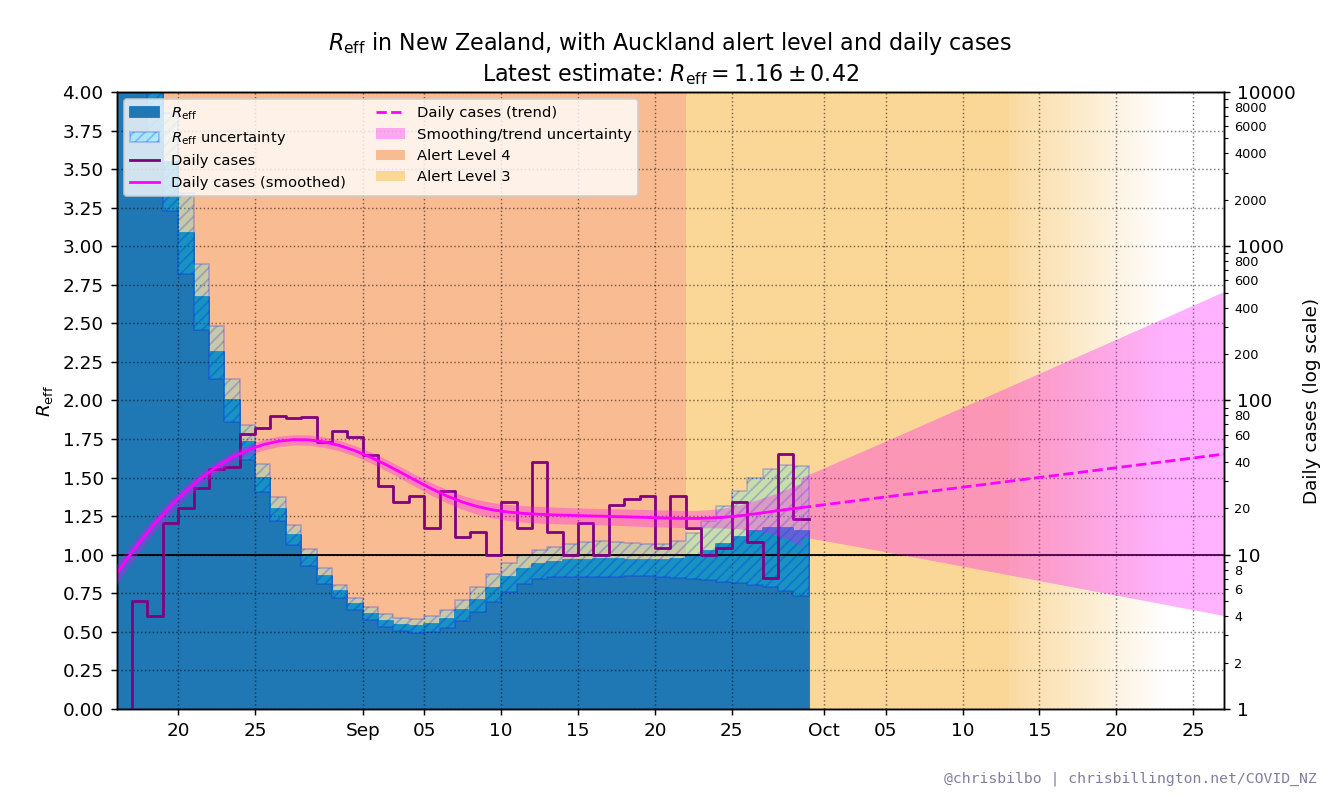 R_eff in New Zealand, with Auckland alert level and daily cases
Latest estimate: R_eff = 1.16 ± 0.42
R_eff
R_eff uncertainty
Daily cases
Daily cases (smoothed)
Daily cases (trend)
Smoothing/trend uncertainty
Alert Level 4
Alert Level 3
R_eff
4.00
3.75
3.50
3.25
3.00
2.75
2.50
2.25
2.00
1.75
1.50
1.25
1.00
0.75
0.50
0.25
0.00
10000
8000
6000
4000
2000
1000
800
600
400
200
100
80
60
40
20
10
8
6
4
2
1
Daily cases (log scale)
20 25 Sep 05 10 15 20 25 Oct 05 10 15 20 25
@chrisbilbo | chrisbillington.net/COVID_NZ